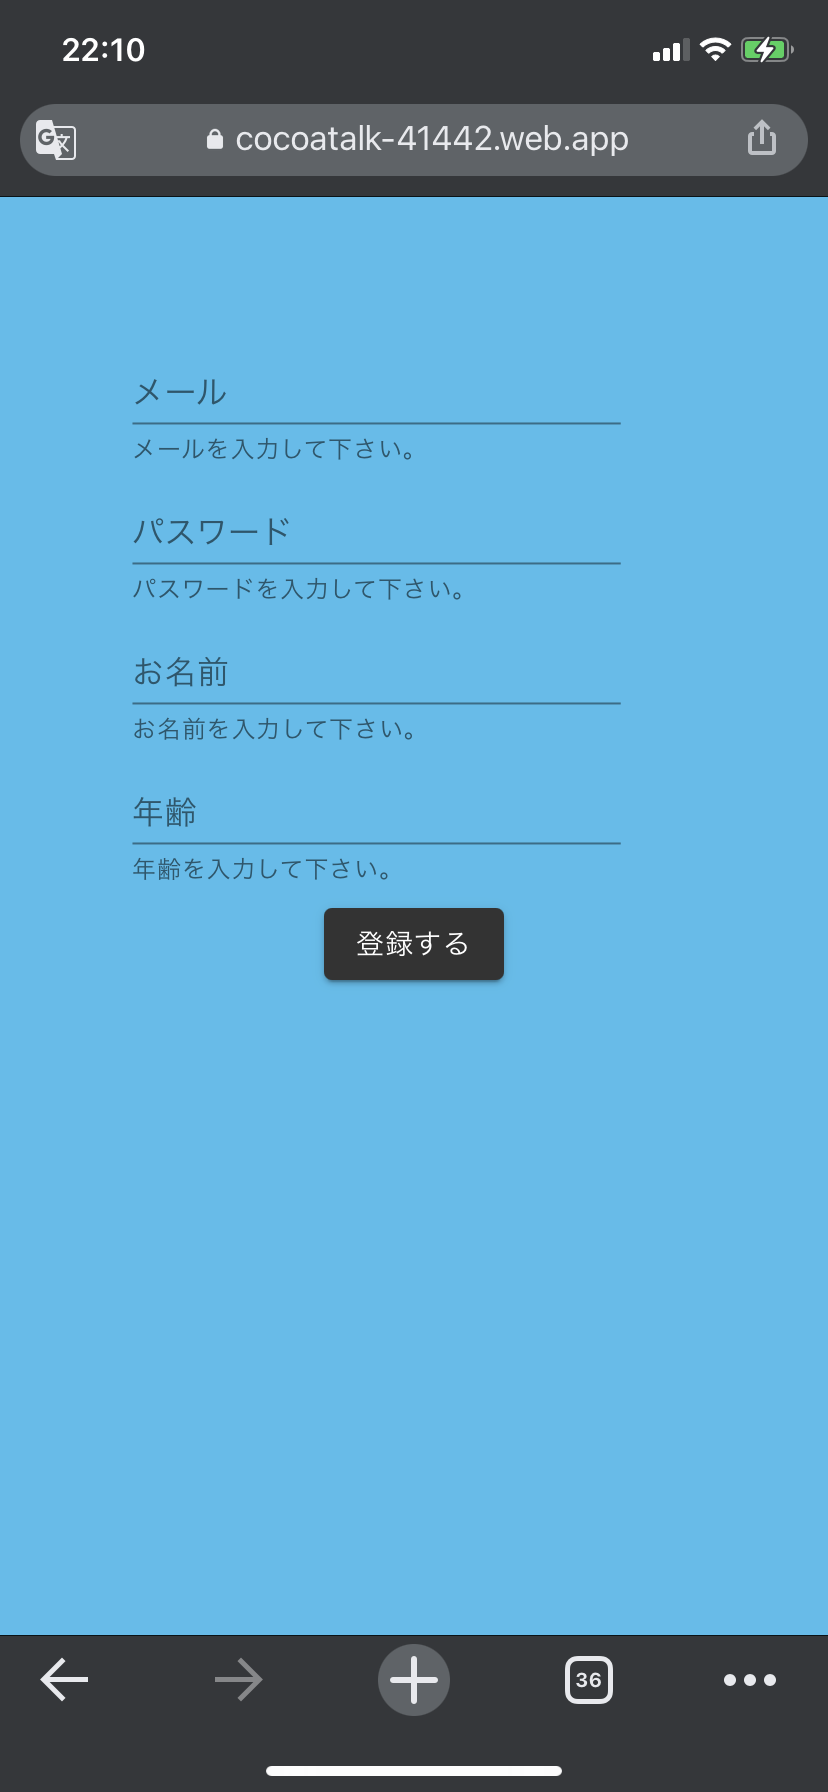 22:10
cocoatalk-41442.web.app
メール
メールを入力して下さい。
パスワード
パスワードを入力して下さい。
お名前
お名前を入力して下さい。
年齢
年齢を入力して下さい。
登録する
36